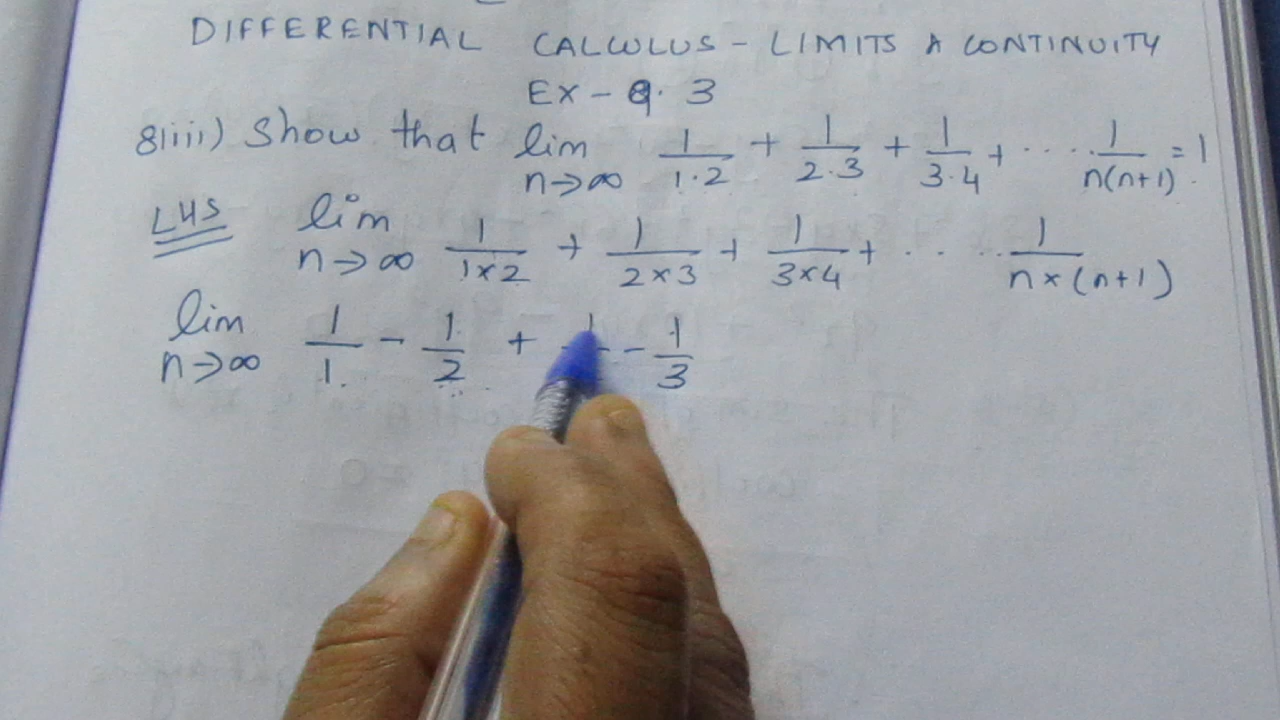 DIFFERENTIAL CALCULUS - LIMITS & CONTINUITY
EX - 9.3
8)iii) Show that lim n→∞ 1/1·2 + 1/2·3 + 1/3·4 + ..... 1/n(n+1) = 1
LHS lim n→∞ 1/1×2 + 1/2×3 + 1/3×4 + .... 1/n×(n+1)
lim n→∞ 1/1 - 1/2 + 1/ - 1/3